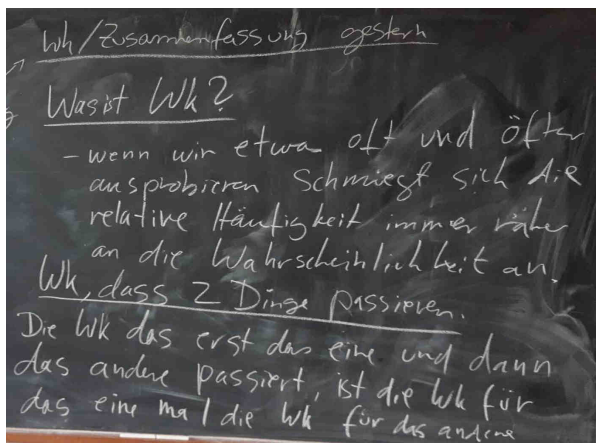 Wh/Zusammenfassung gestern
Was ist Wk?
- wenn wir etwas oft und öfter
ausprobieren schmiegt sich die
relative Häufigkeit immer näher
an die Wahrscheinlichkeit an.
Wk, dass 2 Dinge passieren.
Die Wk das erst das eine und dann
das andere passiert, ist die Wk für
das eine mal die Wk für das andere